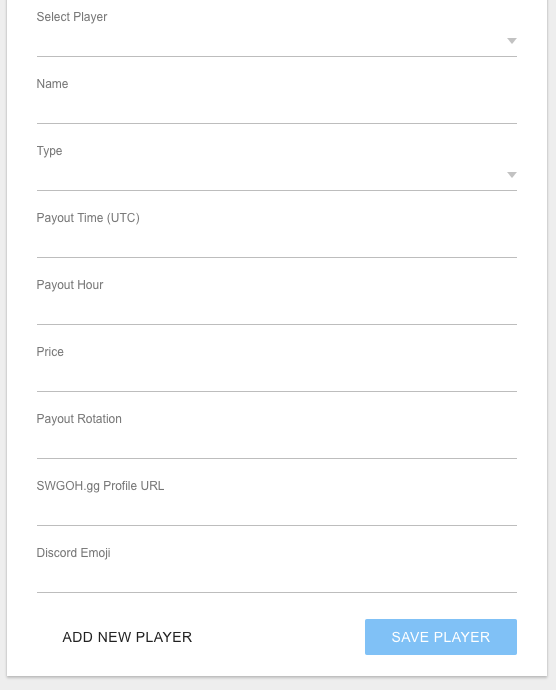 Select Player
Name
Type
Payout Time (UTC)
Payout Hour
Price
Payout Rotation
SWGOH.gg Profile URL
Discord Emoji
ADD NEW PLAYER
SAVE PLAYER